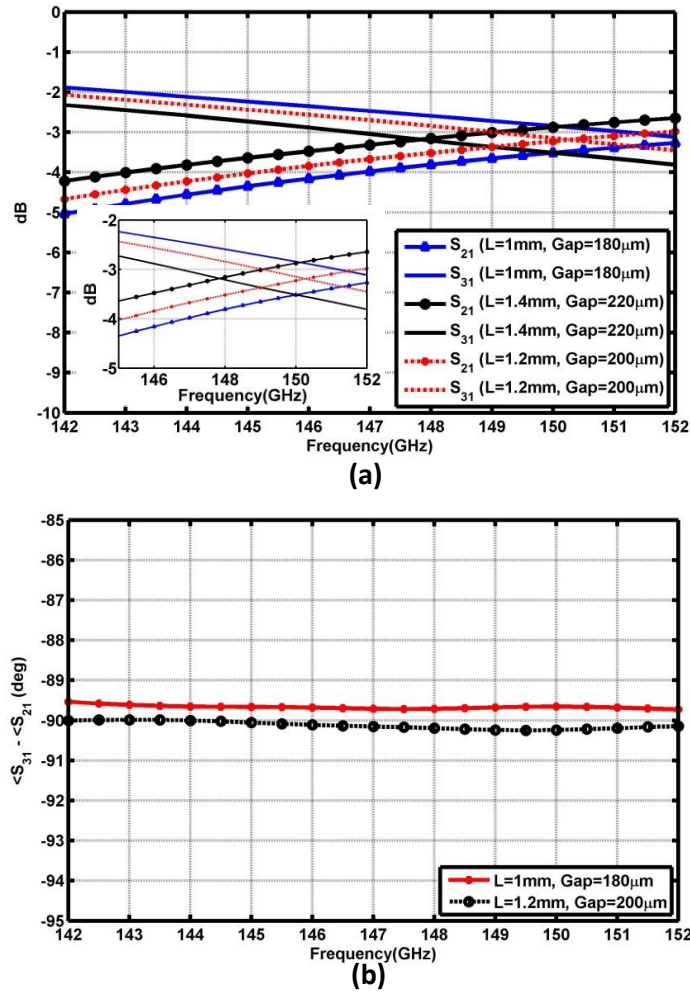 0
-1
-2
-3
-4
-5
-6
-7
-8
-9
-10
dB
142 143 144 145 146 147 148 149 150 151 152
Frequency(GHz)
-2
-3
-4
-5
dB
146 148 150 152
Frequency(GHz)
S21 (L=1mm, Gap=180μm)
S31 (L=1mm, Gap=180μm)
S21 (L=1.4mm, Gap=220μm)
S31 (L=1.4mm, Gap=220μm)
S21 (L=1.2mm, Gap=200μm)
S31 (L=1.2mm, Gap=200μm)
(a)
-85
-86
-87
-88
-89
-90
-91
-92
-93
-94
-95
<S31 - <S21 (deg)
142 143 144 145 146 147 148 149 150 151 152
Frequency(GHz)
L=1mm, Gap=180μm
L=1.2mm, Gap=200μm
(b)